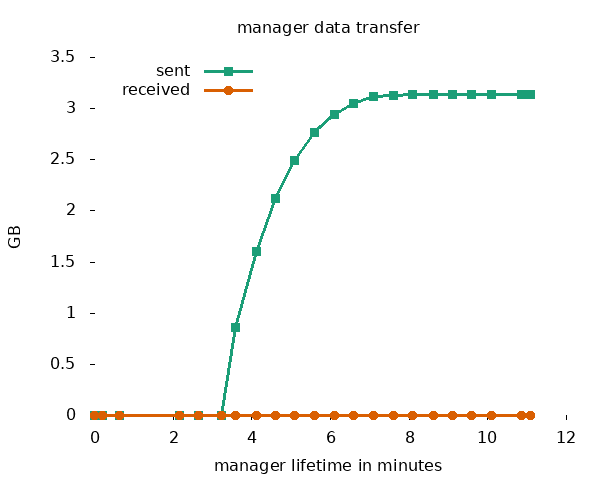 manager data transfer
sent
received
3.5
3
2.5
2
1.5
1
0.5
0
GB
0 2 4 6 8 10 12
manager lifetime in minutes